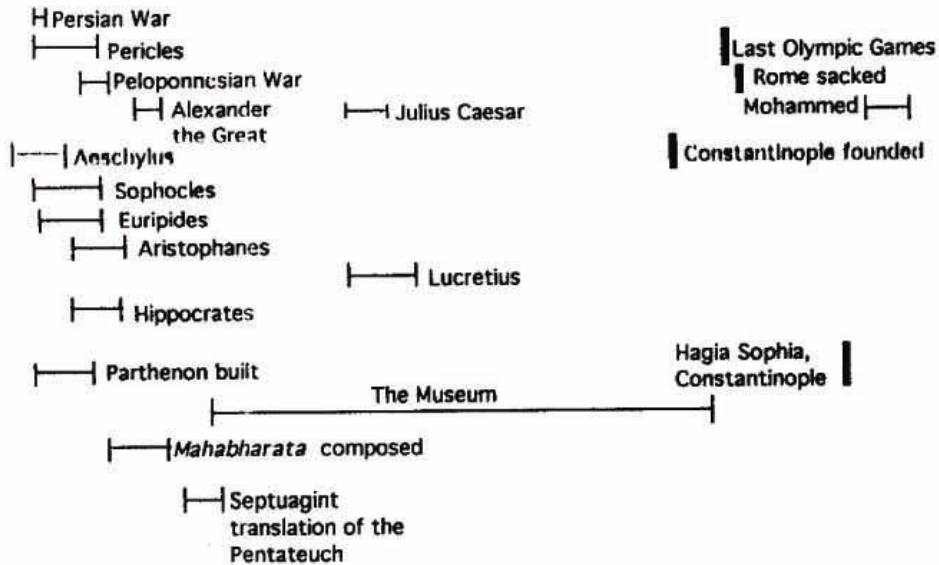 Persian War
Pericles
Last Olympic Games
Peloponnesian War
Rome sacked
Alexander
the Great
Julius Caesar
Mohammed
Aeschylus
Constantinople founded
Sophocles
Euripides
Aristophanes
Lucretius
Hippocrates
Hagia Sophia,
Constantinople
Parthenon built
The Museum
Mahabharata composed
Septuagint
translation of the
Pentateuch